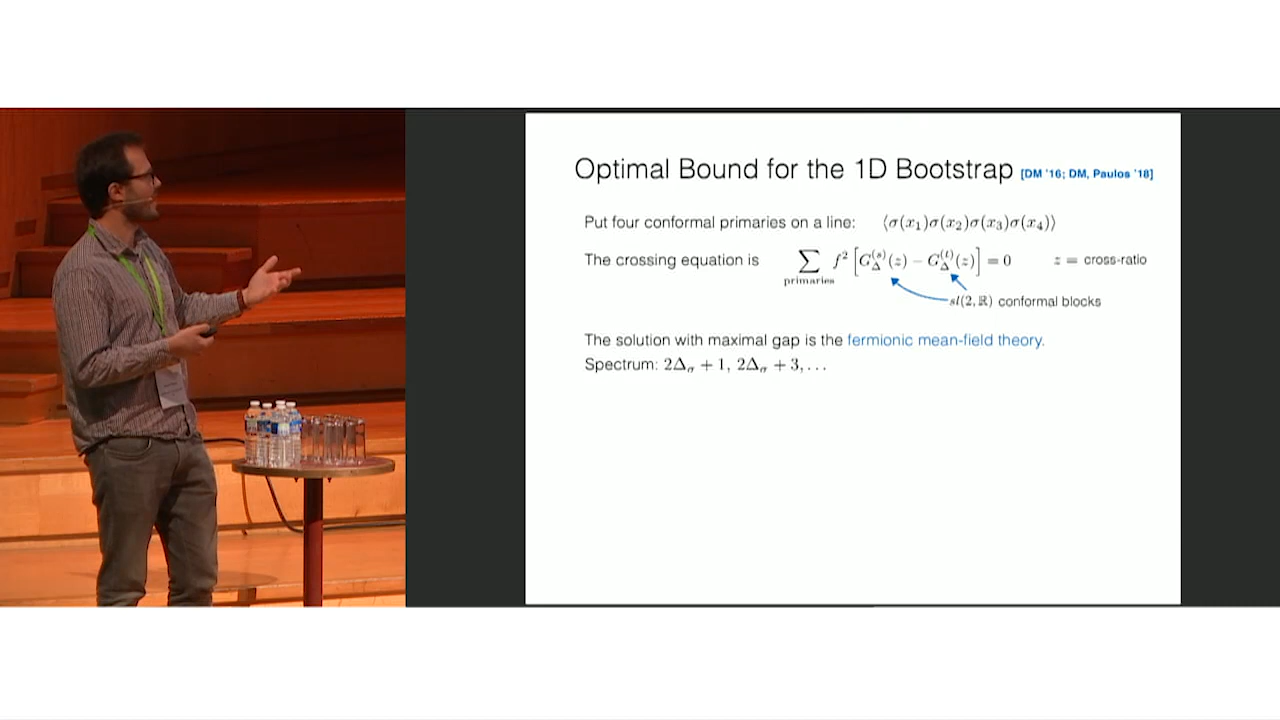 Optimal Bound for the 1D Bootstrap [DM '16; DM, Paulos '18]
Put four conformal primaries on a line: ⟨σ(x₁)σ(x₂)σ(x₃)σ(x₄)⟩
The crossing equation is ∑ f² [G_Δ^(s)(z) − G_Δ^(t)(z)] = 0 z = cross-ratio
primaries
sl(2, ℝ) conformal blocks
The solution with maximal gap is the fermionic mean-field theory.
Spectrum: 2Δ_σ + 1, 2Δ_σ + 3, . . .